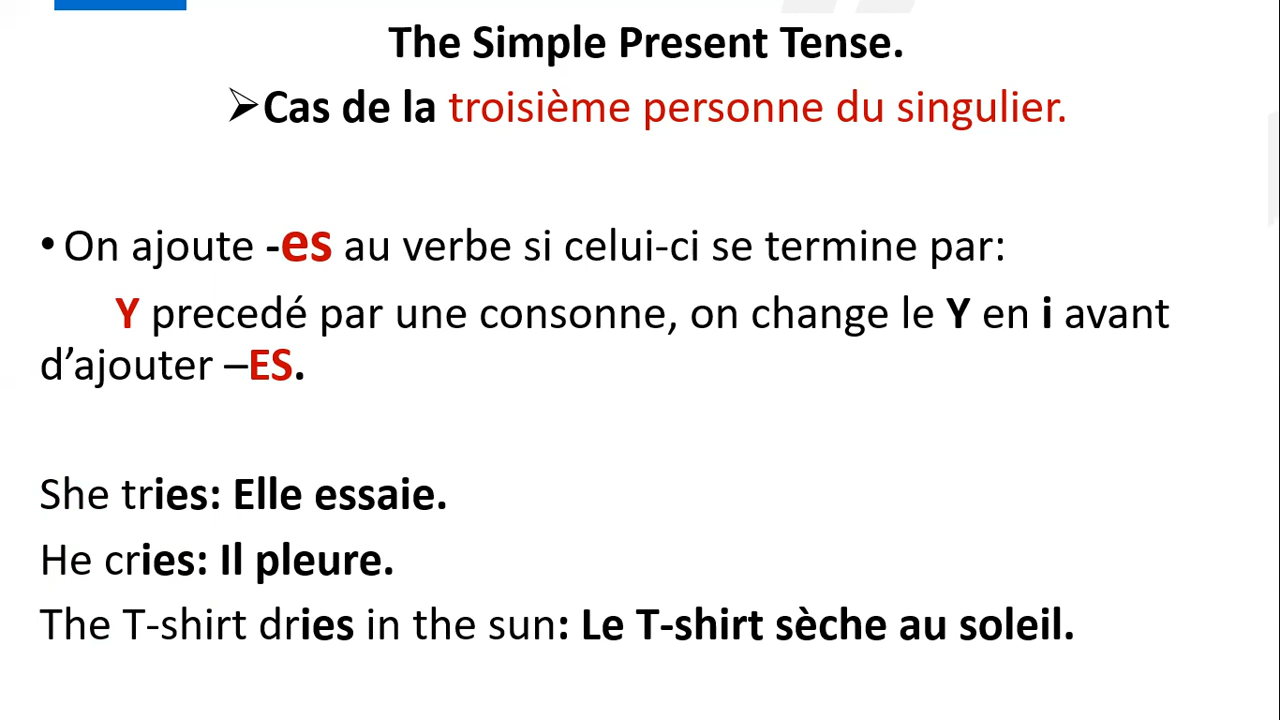 The Simple Present Tense.
➢Cas de la troisième personne du singulier.
• On ajoute -es au verbe si celui-ci se termine par:
Y precedé par une consonne, on change le Y en i avant
d’ajouter –ES.
She tries: Elle essaie.
He cries: Il pleure.
The T-shirt dries in the sun: Le T-shirt sèche au soleil.